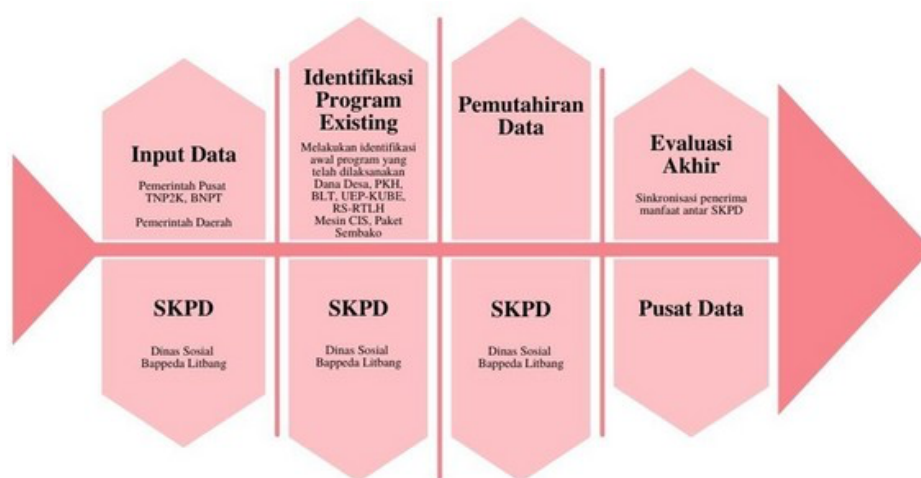 Input Data
Pemerintah Pusat
TNP2K, BNPT
Pemerintah Daerah
Identifikasi
Program
Existing
Melakukan identifikasi
awal program yang
telah dilaksanakan
Dana Desa, PKH,
BLT, UEP-KUBE,
RS-RTLH
Mesin CIS, Paket
Sembako
Pemutahiran
Data
Evaluasi
Akhir
Sinkronisasi penerima
manfaat antar SKPD
SKPD
Dinas Sosial
Bappeda Litbang
SKPD
Dinas Sosial
Bappeda Litbang
SKPD
Dinas Sosial
Bappeda Litbang
Pusat Data